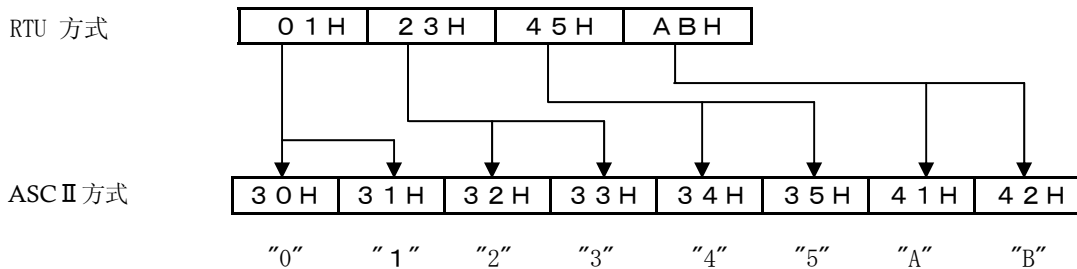 RTU 方式 01H 23H 45H ABH
ASCⅡ方式 30H 31H 32H 33H 34H 35H 41H 42H
"0" "1" "2" "3" "4" "5" "A" "B"